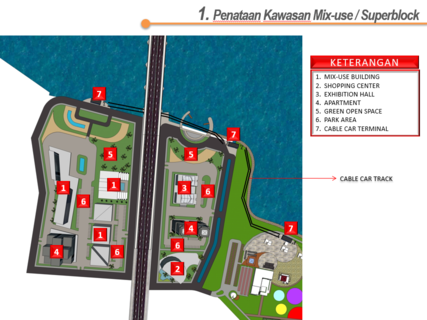 1. Penataan Kawasan Mix-use / Superblock
KETERANGAN
1. MIX-USE BUILDING
2. SHOPPING CENTER
3. EXHIBITION HALL
4. APARTMENT
5. GREEN OPEN SPACE
6. PARK AREA
7. CABLE CAR TERMINAL
CABLE CAR TRACK
7
7
5
5
1
1
3
6
6
1
4
7
4
6
6
2